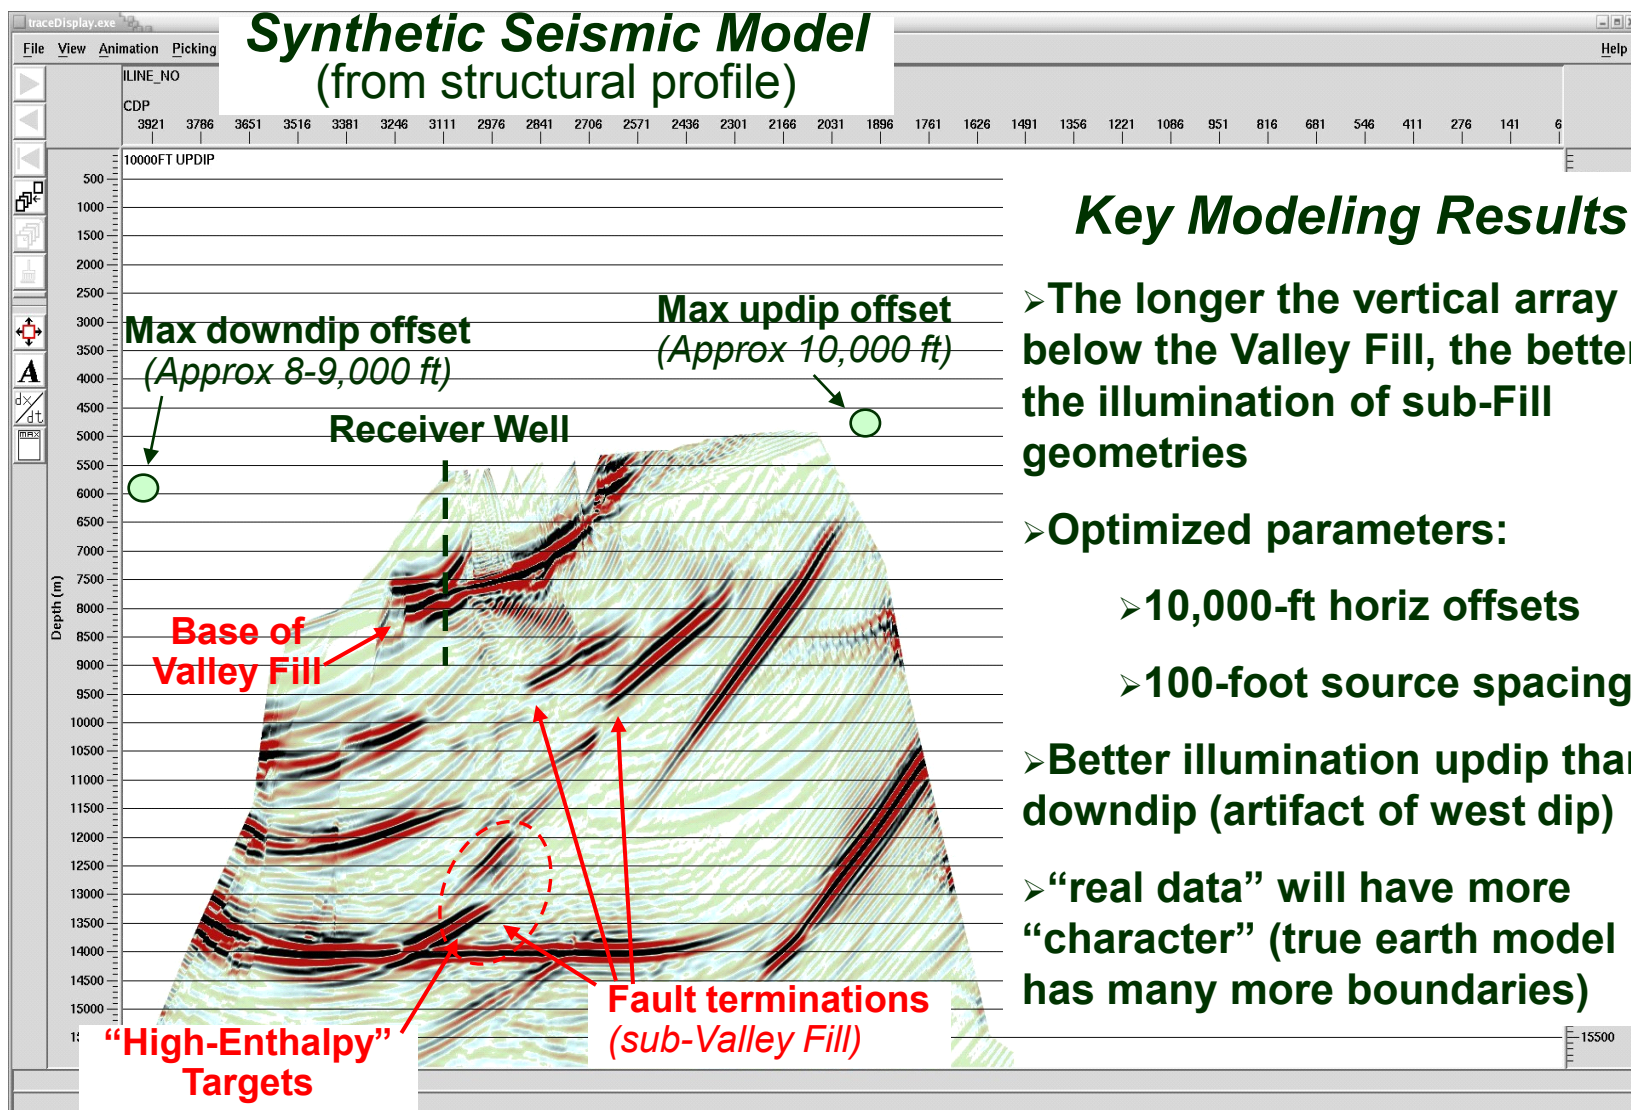 traceDisplay.exe
Synthetic Seismic Model
(from structural profile)
File View Animation Picking
Help
ILINE_NO
CDP
3921 3786 3651 3516 3381 3246 3111 2976 2841 2706 2571 2436 2301 2166 2031 1896 1761 1626 1491 1356 1221 1086 951 816 681 546 411 276 141 6
10000FT UPDIP
500
1000
1500
2000
2500
3000
3500
4000
4500
5000
5500
6000
6500
7000
7500
8000
8500
9000
9500
10000
10500
11000
11500
12000
12500
13000
13500
14000
14500
15000
15500
Depth (m)
A
dx/dt
max
Max downdip offset
(Approx 8-9,000 ft)
Max updip offset
(Approx 10,000 ft)
Receiver Well
Base of
Valley Fill
"High-Enthalpy"
Targets
Fault terminations
(sub-Valley Fill)
Key Modeling Results
➢The longer the vertical array
below the Valley Fill, the better
the illumination of sub-Fill
geometries
➢Optimized parameters:
➢10,000-ft horiz offsets
➢100-foot source spacing
➢Better illumination updip than
downdip (artifact of west dip)
➢“real data” will have more
“character” (true earth model
has many more boundaries)